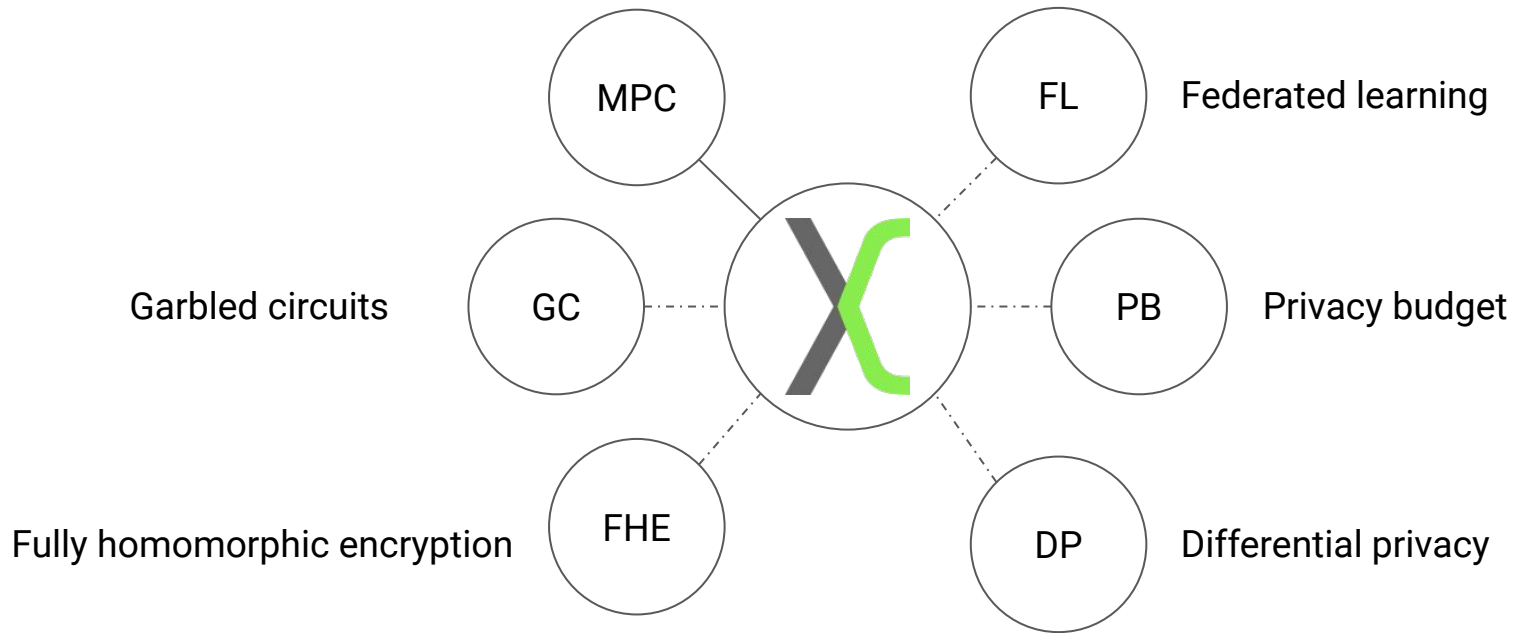 MPC
FL
Federated learning
Garbled circuits
GC
PB
Privacy budget
Fully homomorphic encryption
FHE
DP
Differential privacy